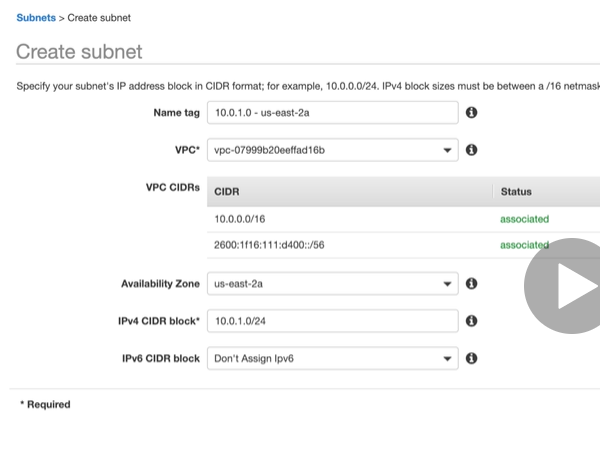 Subnets > Create subnet
Create subnet
Specify your subnet's IP address block in CIDR format; for example, 10.0.0.0/24. IPv4 block sizes must be between a /16 netmask
Name tag 10.0.1.0 - us-east-2a
VPC* vpc-07999b20eeffad16b
VPC CIDRs CIDR Status
10.0.0.0/16 associated
2600:1f16:111:d400::/56 associated
Availability Zone us-east-2a
IPv4 CIDR block* 10.0.1.0/24
IPv6 CIDR block Don't Assign Ipv6
* Required